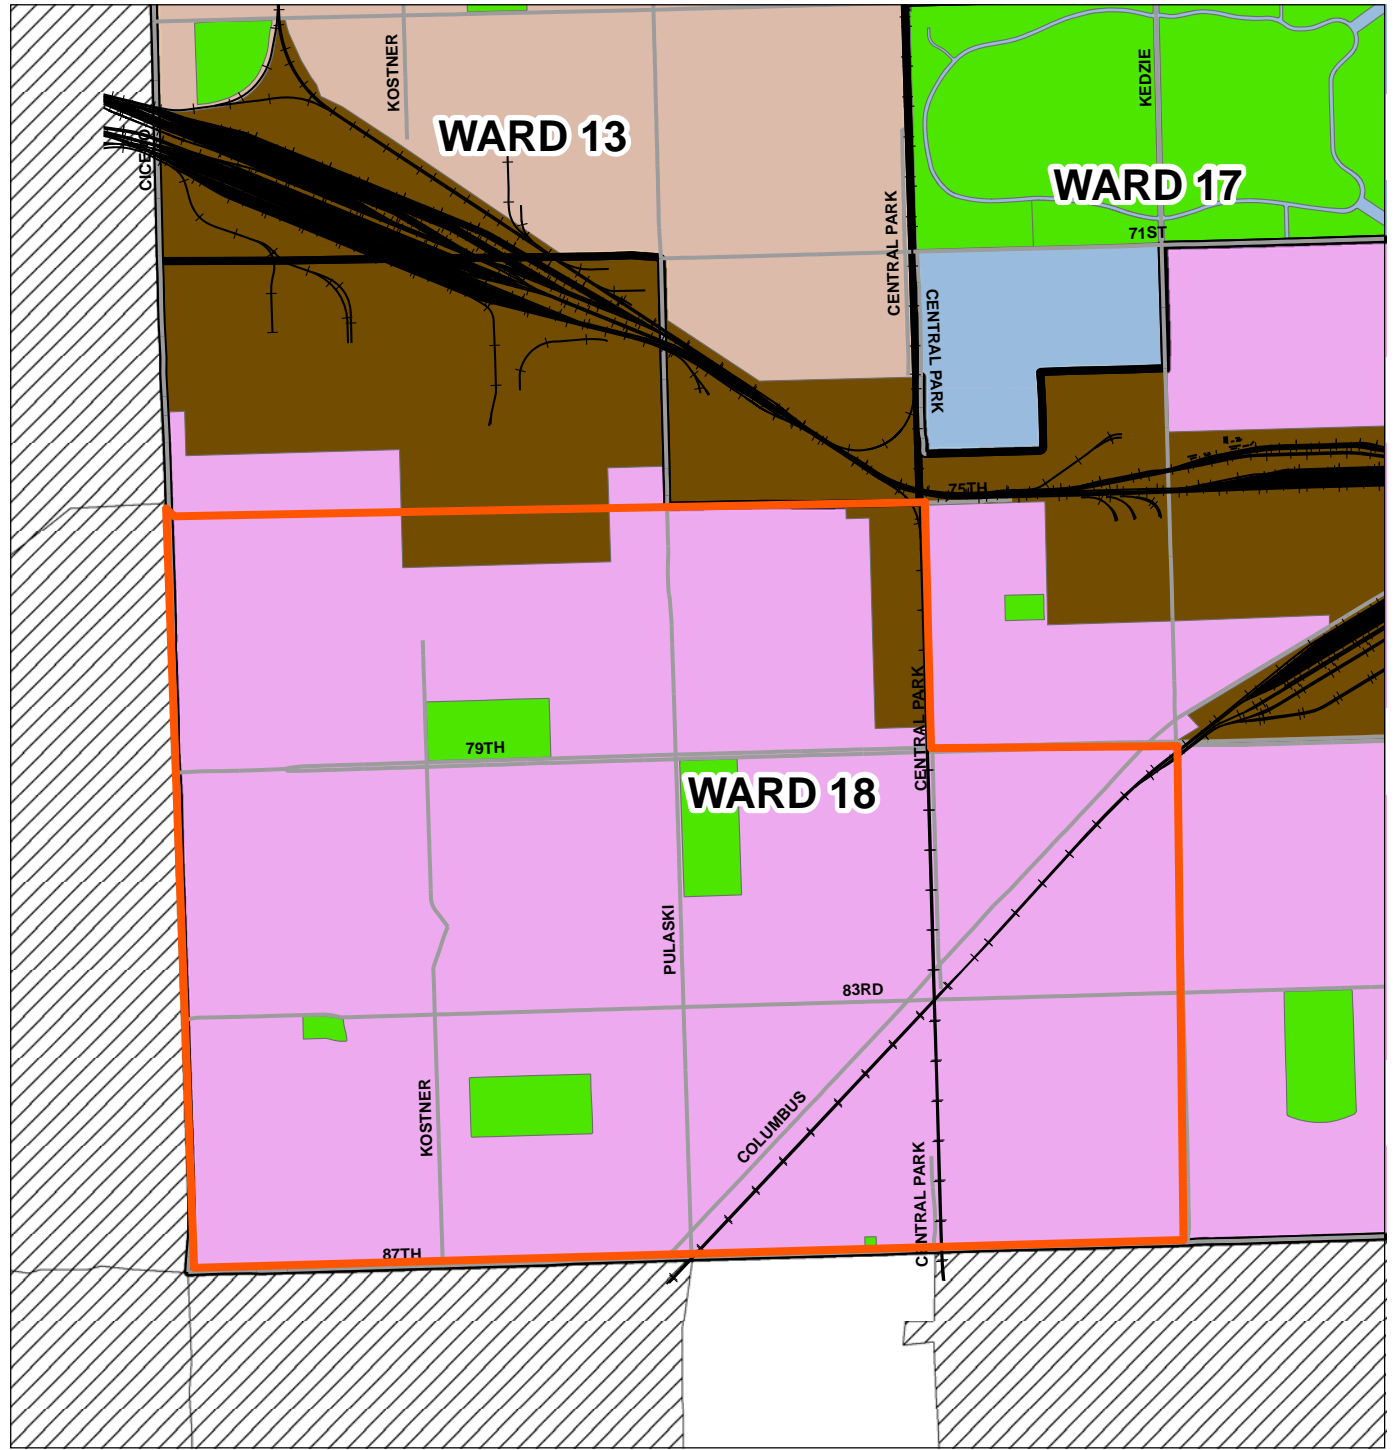 KOSTNER
KEDZIE
WARD 13
CICERO
WARD 17
71ST
CENTRAL PARK
CENTRAL PARK
75TH
CENTRAL PARK
79TH
WARD 18
PULASKI
83RD
KOSTNER
COLUMBUS
CENTRAL PARK
87TH